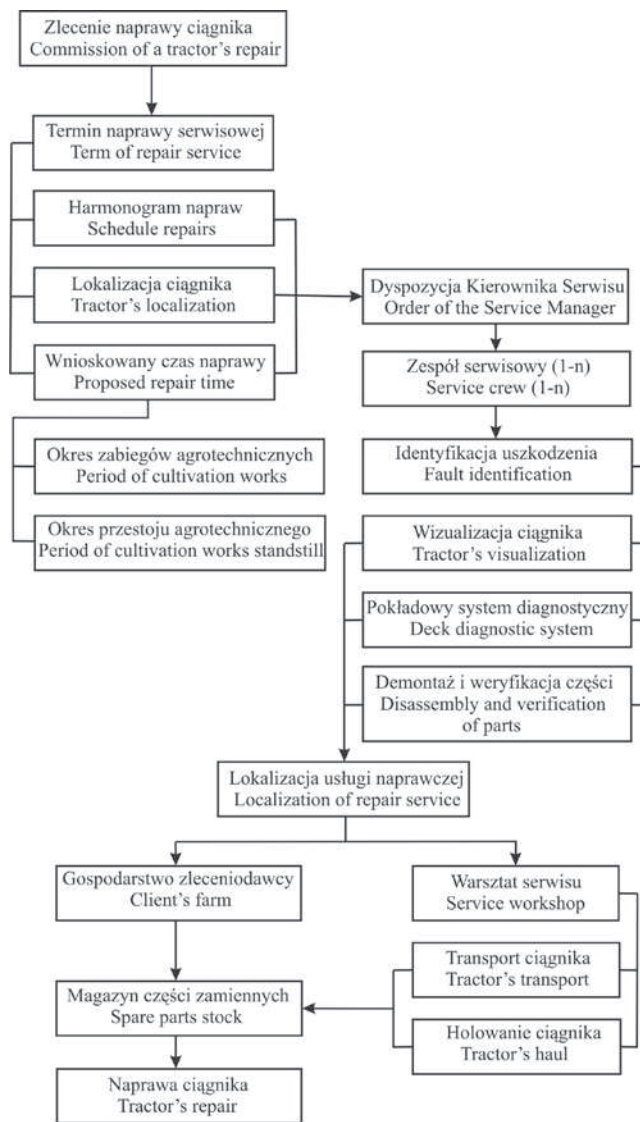 Zlecenie naprawy ciągnika
Commission of a tractor's repair
Termin naprawy serwisowej
Term of repair service
Harmonogram napraw
Schedule repairs
Lokalizacja ciągnika
Tractor's localization
Wnioskowany czas naprawy
Proposed repair time
Okres zabiegów agrotechnicznych
Period of cultivation works
Okres przestoju agrotechnicznego
Period of cultivation works standstill
Dyspozycja Kierownika Serwisu
Order of the Service Manager
Zespół serwisowy (1-n)
Service crew (1-n)
Identyfikacja uszkodzenia
Fault identification
Wizualizacja ciągnika
Tractor's visualization
Pokładowy system diagnostyczny
Deck diagnostic system
Demontaż i weryfikacja części
Disassembly and verification
of parts
Lokalizacja usługi naprawczej
Localization of repair service
Gospodarstwo zleceniodawcy
Client's farm
Warsztat serwisu
Service workshop
Transport ciągnika
Tractor's transport
Holowanie ciągnika
Tractor's haul
Magazyn części zamiennych
Spare parts stock
Naprawa ciągnika
Tractor's repair